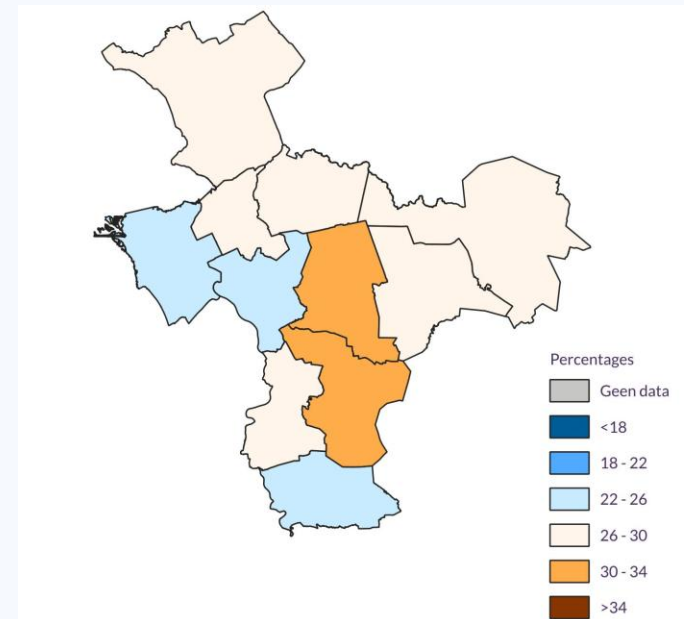 Percentages
Geen data
<18
18 - 22
22 - 26
26 - 30
30 - 34
>34